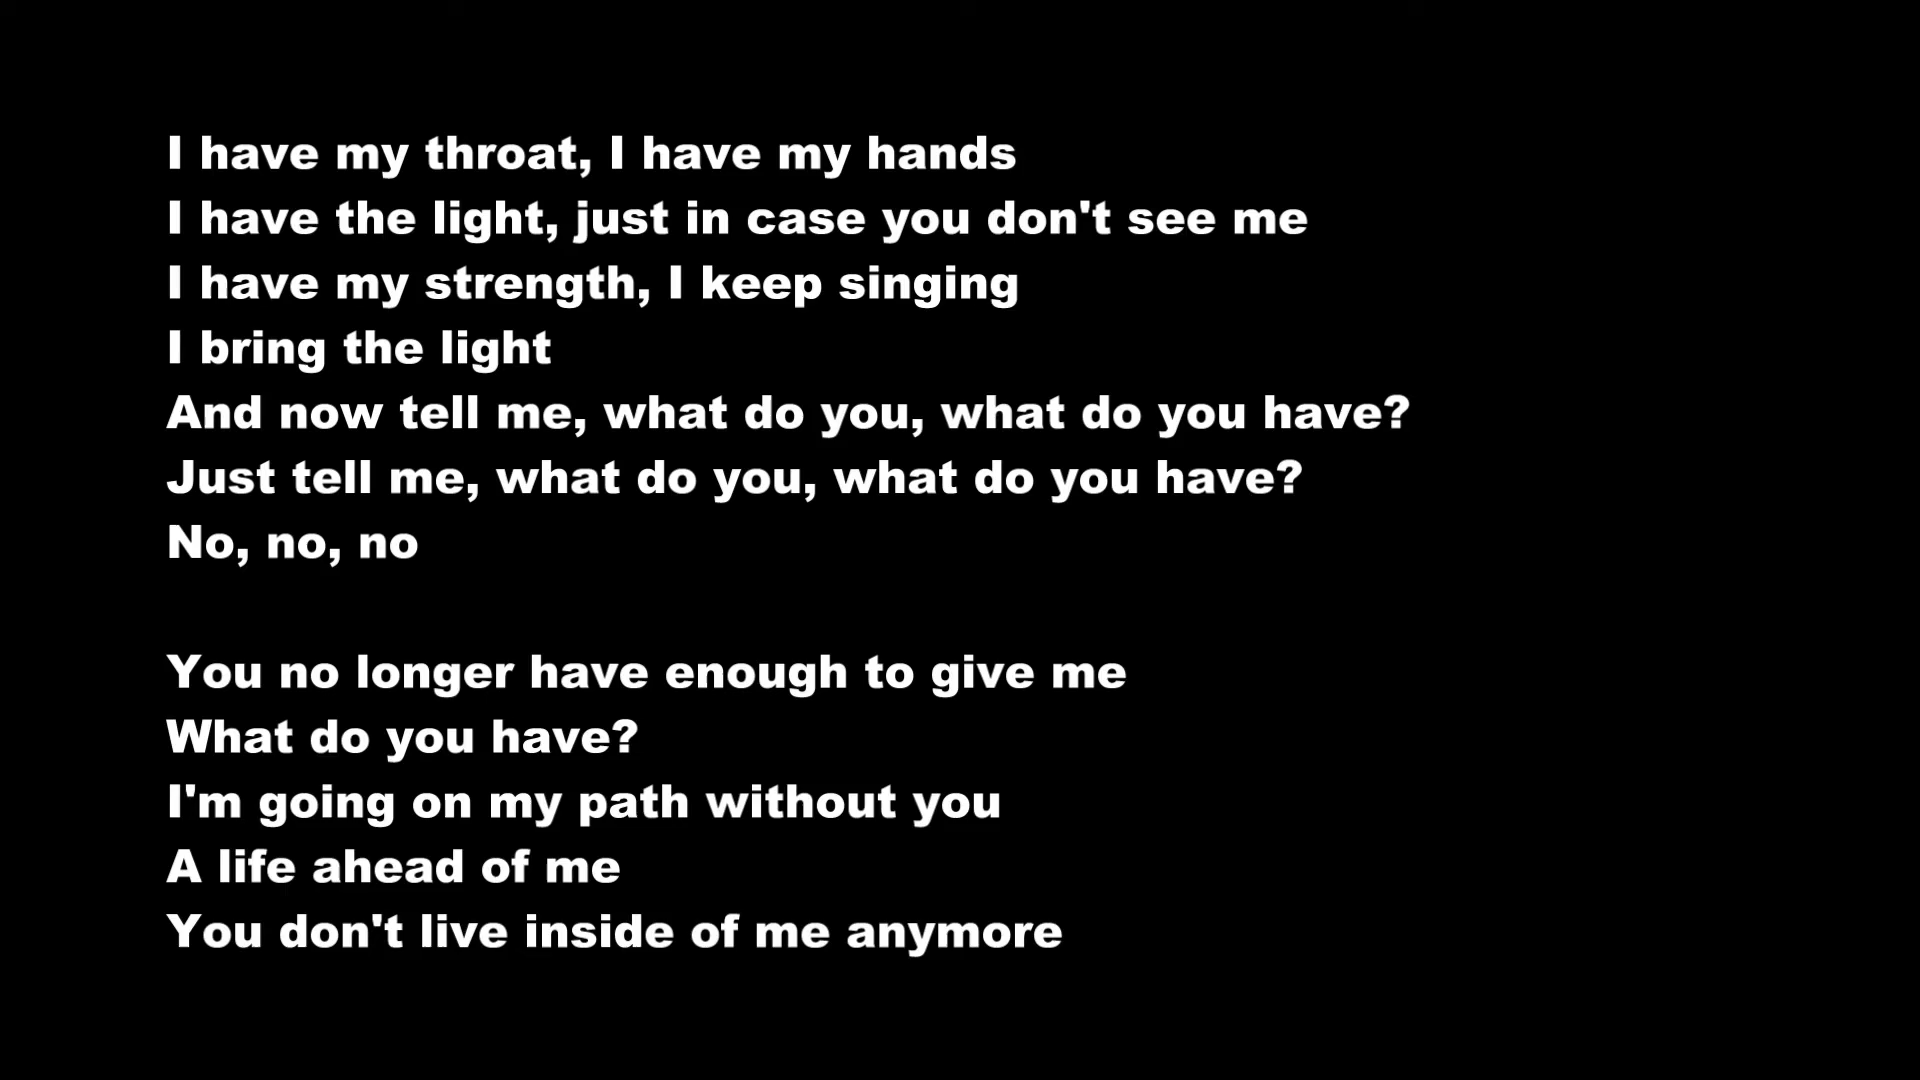 I have my throat, I have my hands
I have the light, just in case you don't see me
I have my strength, I keep singing
I bring the light
And now tell me, what do you, what do you have?
Just tell me, what do you, what do you have?
No, no, no
You no longer have enough to give me
What do you have?
I'm going on my path without you
A life ahead of me
You don't live inside of me anymore